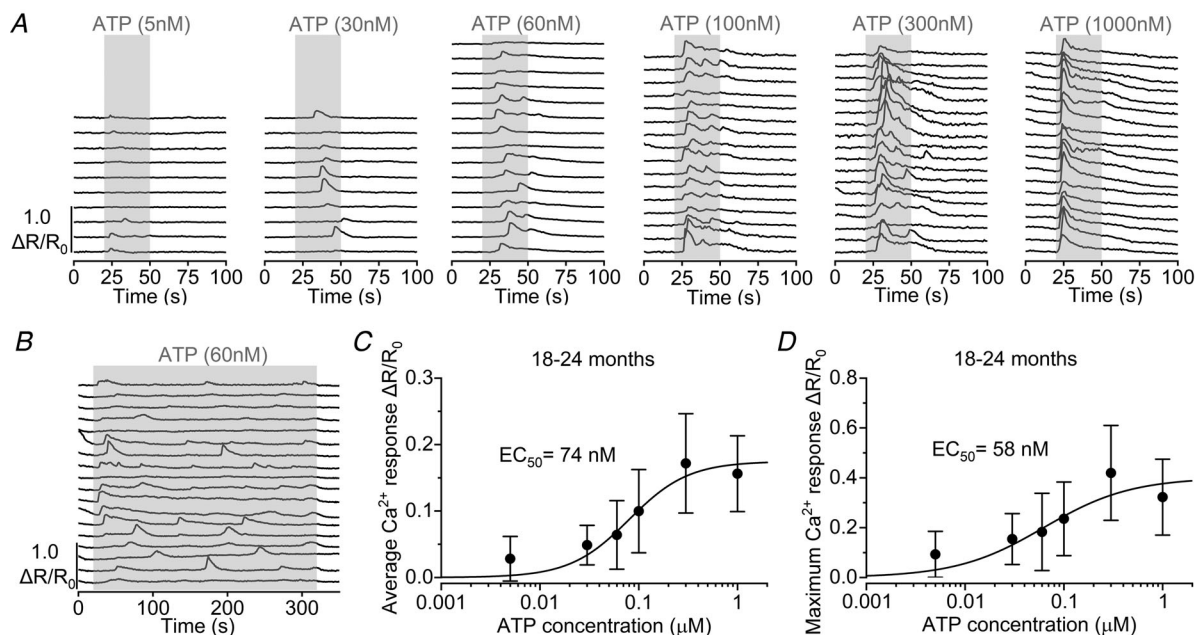 A
ATP (5nM) ATP (30nM) ATP (60nM) ATP (100nM) ATP (300nM) ATP (1000nM)
1.0
ΔR/R₀
0 25 50 75 100 0 25 50 75 100 0 25 50 75 100 0 25 50 75 100 0 25 50 75 100 0 25 50 75 100
Time (s) Time (s) Time (s) Time (s) Time (s) Time (s)
B
ATP (60nM)
1.0
ΔR/R₀
0 100 200 300
Time (s)
C
18-24 months
Average Ca²⁺ response ΔR/R₀
0.3
0.2
0.1
0.0
EC₅₀= 74 nM
0.001 0.01 0.1 1
ATP concentration (μM)
D
18-24 months
Maximum Ca²⁺ response ΔR/R₀
0.8
0.6
0.4
0.2
0.0
EC₅₀= 58 nM
0.001 0.01 0.1 1
ATP concentration (μM)